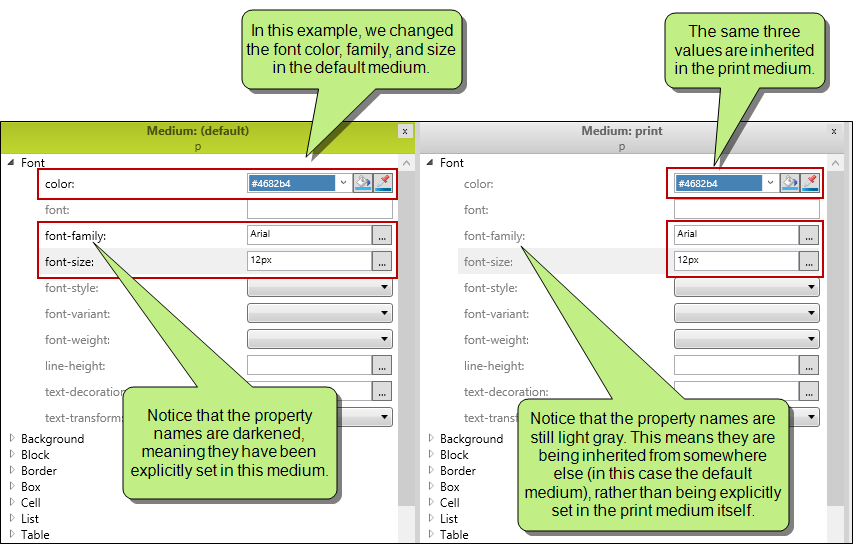 In this example, we changed
the font color, family, and size
in the default medium.
The same three
values are inherited
in the print medium.
Medium: (default)
x
p
Font
color:
#4682b4
font:
font-family:
Arial
...
font-size:
12px
...
font-style:
font-variant:
font-weight:
line-height:
...
text-decoration
...
text-transform:
Background
Block
Border
Box
Cell
List
Table
Notice that the property
names are darkened,
meaning they have been
explicitly set in this medium.
Medium: print
x
p
Font
color:
#4682b4
font:
font-family:
Arial
...
font-size:
12px
...
font-style:
font-variant:
font-weight:
line-height:
...
text-decoration:
...
text-transf
Background
Block
Border
Box
Cell
List
Table
Notice that the property names are
still light gray. This means they are
being inherited from somewhere
else (in this case the default
medium), rather than being explicitly
set in the print medium itself.